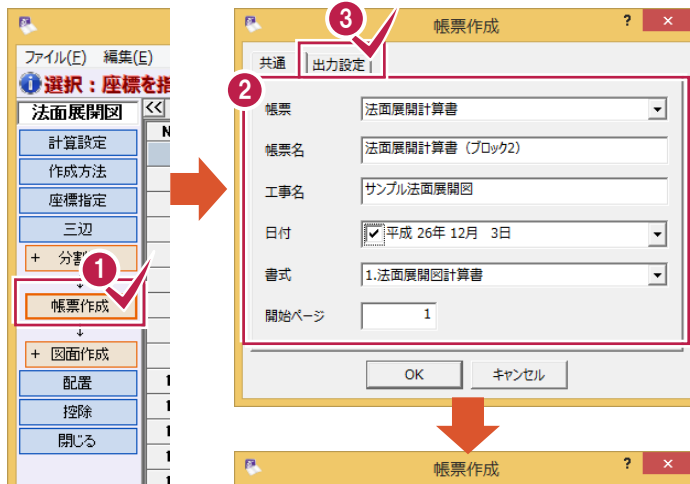 ファイル(F) 編集(E)
選択：座標を指
法面展開図
<<
計算設定
作成方法
座標指定
三辺
+ 分割
1
↓
帳票作成
↓
+ 図面作成
配置
控除
閉じる
帳票作成
? ×
3
共通
出力設定
2
帳票
法面展開計算書
帳票名
法面展開計算書（ブロック2）
工事名
サンプル法面展開図
日付
平成 26年 12月 3日
書式
1.法面展開図計算書
開始ページ
1
OK
キャンセル
帳票作成
? ×